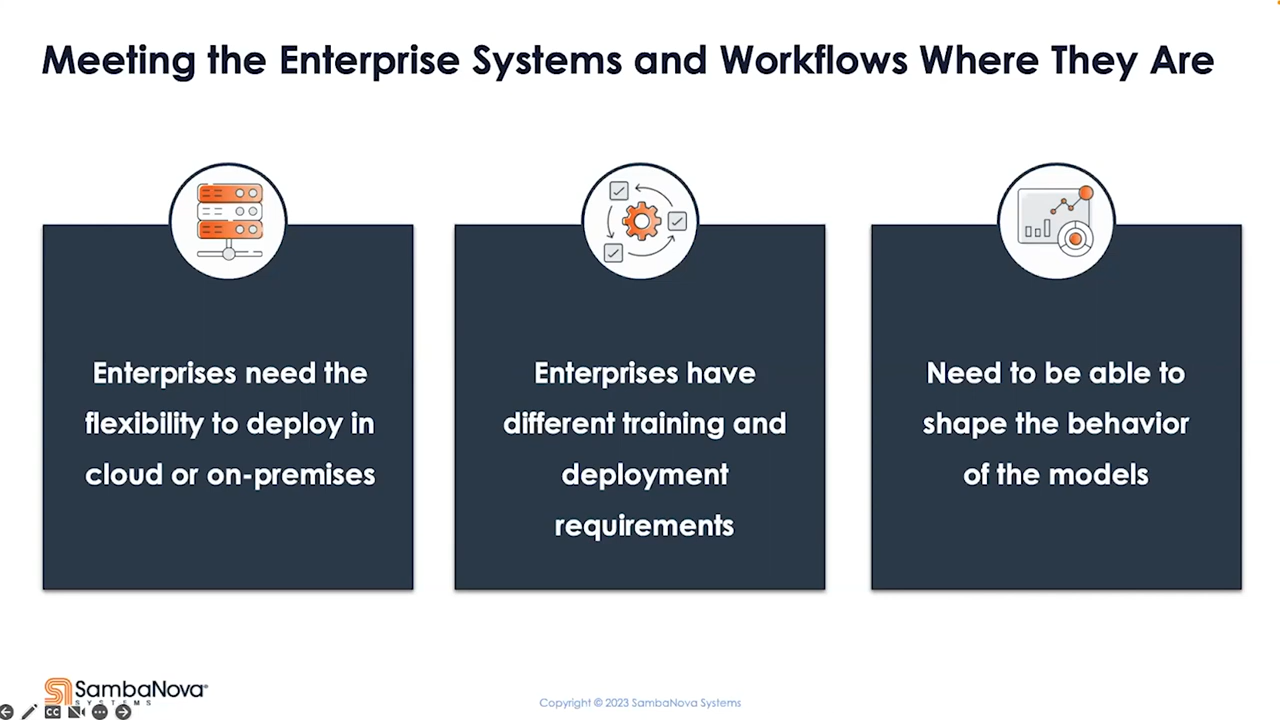 Meeting the Enterprise Systems and Workflows Where They Are
Enterprises need the
flexibility to deploy in
cloud or on-premises
Enterprises have
different training and
deployment
requirements
Need to be able to
shape the behavior
of the models
SambaNova®
SYSTEMS
CC
Copyright © 2023 SambaNova Systems